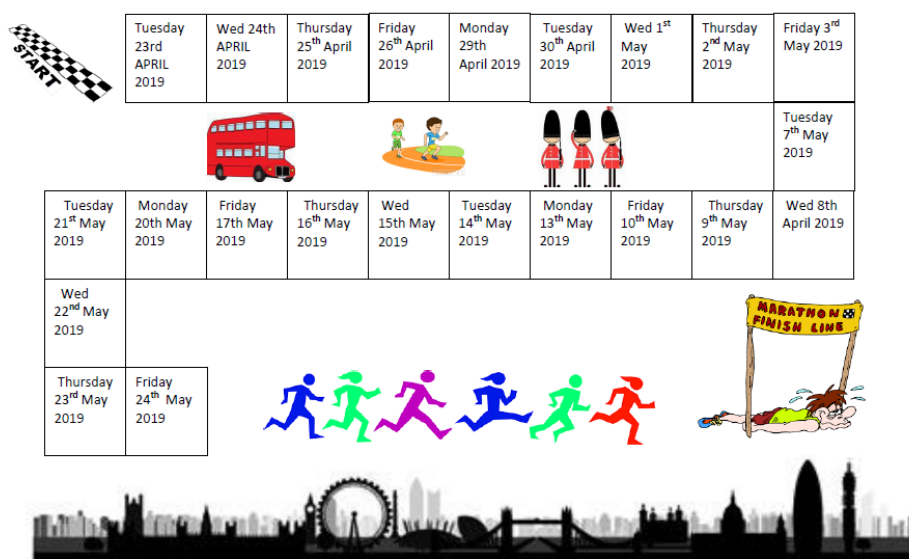 START
Tuesday
23rd
APRIL
2019
Wed 24th
APRIL
2019
Thursday
25th April
2019
Friday
26th April
2019
Monday
29th
April 2019
Tuesday
30th April
2019
Wed 1st
May
2019
Thursday
2nd May
2019
Friday 3rd
May 2019
Tuesday
7th May
2019
Tuesday
21st May
2019
Monday
20th May
2019
Friday
17th May
2019
Thursday
16th May
2019
Wed
15th May
2019
Tuesday
14th May
2019
Monday
13th May
2019
Friday
10th May
2019
Thursday
9th May
2019
Wed 8th
April 2019
Wed
22nd May
2019
MARATHON
FINISH LINE
Thursday
23rd May
2019
Friday
24th May
2019